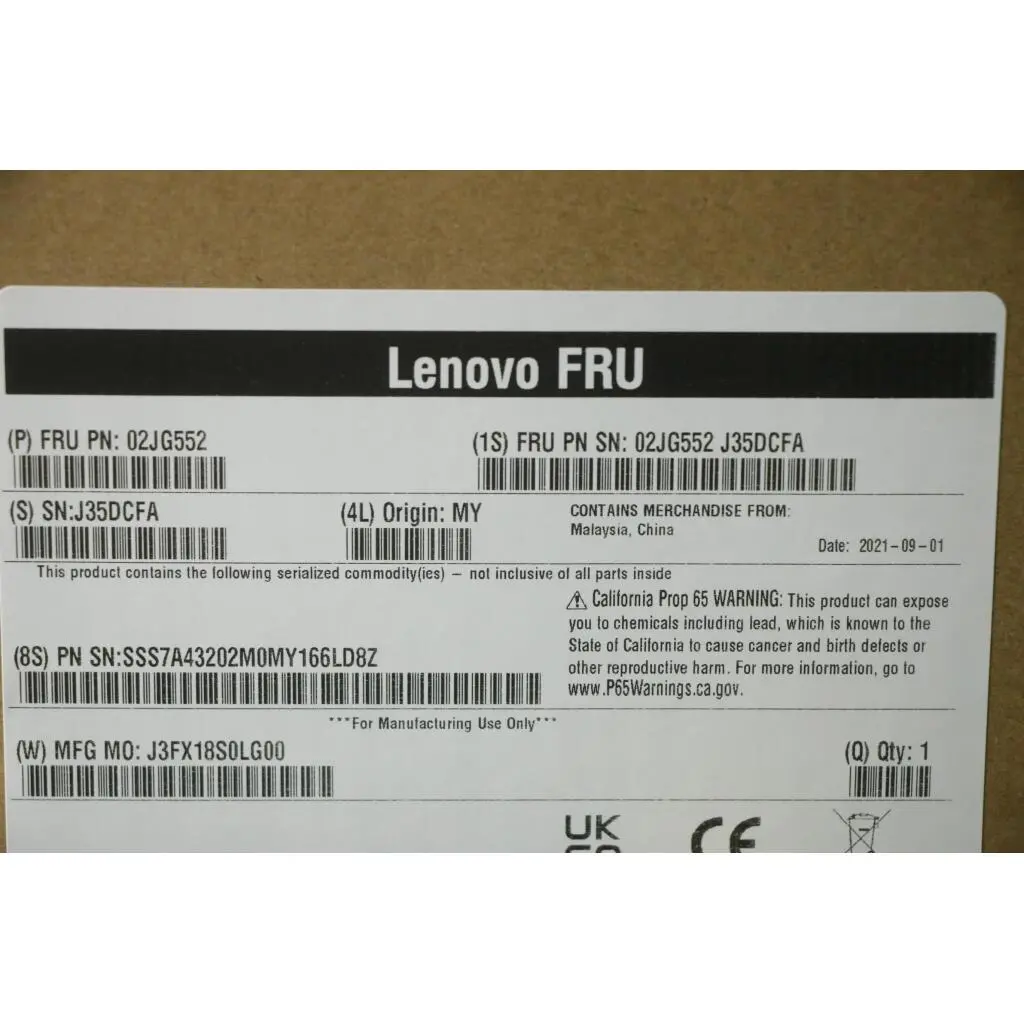 Lenovo FRU
(P) FRU PN: 02JG552
(1S) FRU PN SN: 02JG552 J35DCFA
(S) SN:J35DCFA
(4L) Origin: MY
CONTAINS MERCHANDISE FROM:
Malaysia, China
Date: 2021-09-01
This product contains the following serialized commodity(ies) – not inclusive of all parts inside
⚠ California Prop 65 WARNING: This product can expose
you to chemicals including lead, which is known to the
State of California to cause cancer and birth defects or
other reproductive harm. For more information, go to
www.P65Warnings.ca.gov.
(8S) PN SN:SSS7A43202M0MY166LD8Z
***For Manufacturing Use Only***
(W) MFG MO: J3FX18S0LG00
(Q) Qty: 1
UK
CA
CE